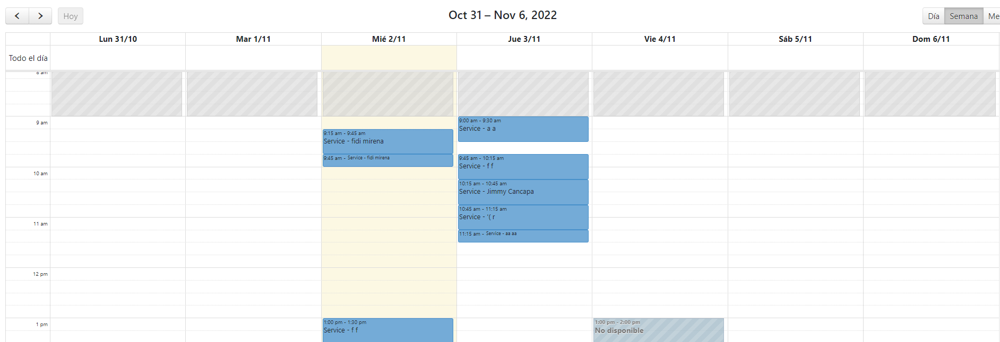 Hoy
Oct 31 – Nov 6, 2022
Día Semana Me
Lun 31/10 Mar 1/11 Mié 2/11 Jue 3/11 Vie 4/11 Sáb 5/11 Dom 6/11
Todo el día
8 am
9 am
9:00 am - 9:30 am
Service - a a
9:15 am - 9:45 am
Service - fidi mirena
9:45 am - Service - fidi mirena
9:45 am - 10:15 am
Service - f f
10 am
10:15 am - 10:45 am
Service - Jimmy Cancapa
10:45 am - 11:15 am
Service - '( r
11 am
11:15 am - Service - aa aa
12 pm
1 pm
1:00 pm - 1:30 pm
Service - f f
1:00 pm - 2:00 pm
No disponible